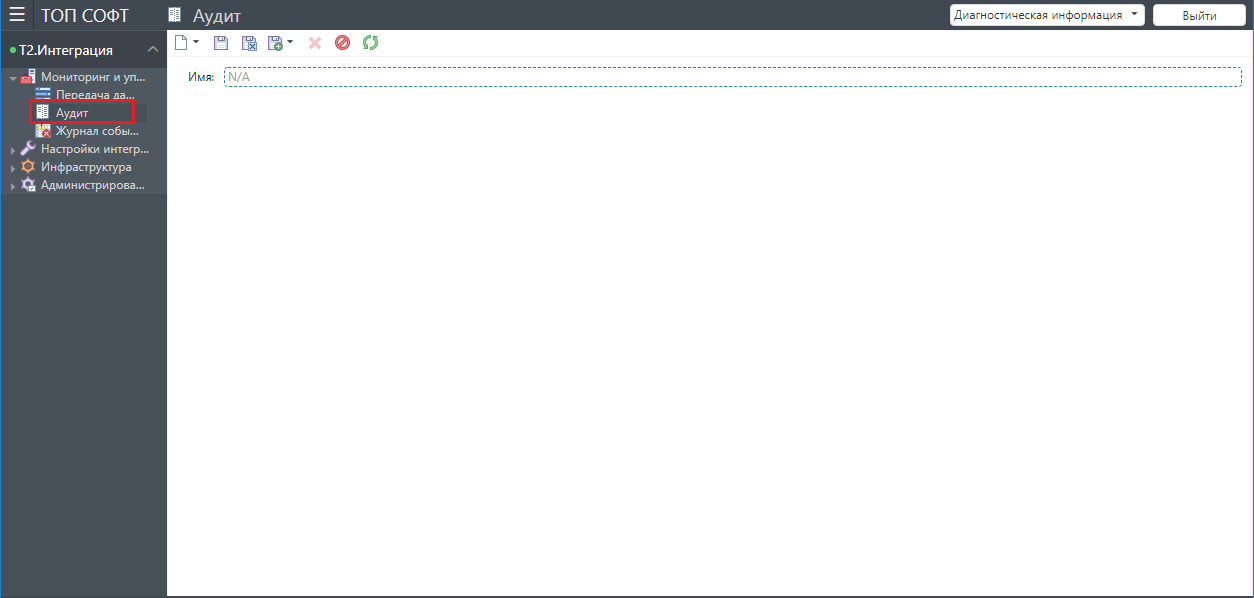 ТОП СОФТ
Аудит
Диагностическая информация
Выйти
Т2.Интеграция
Мониторинг и уп...
Передача да...
Аудит
Журнал собы...
Настройки интегр...
Инфраструктура
Администрирова...
Имя:
N/A